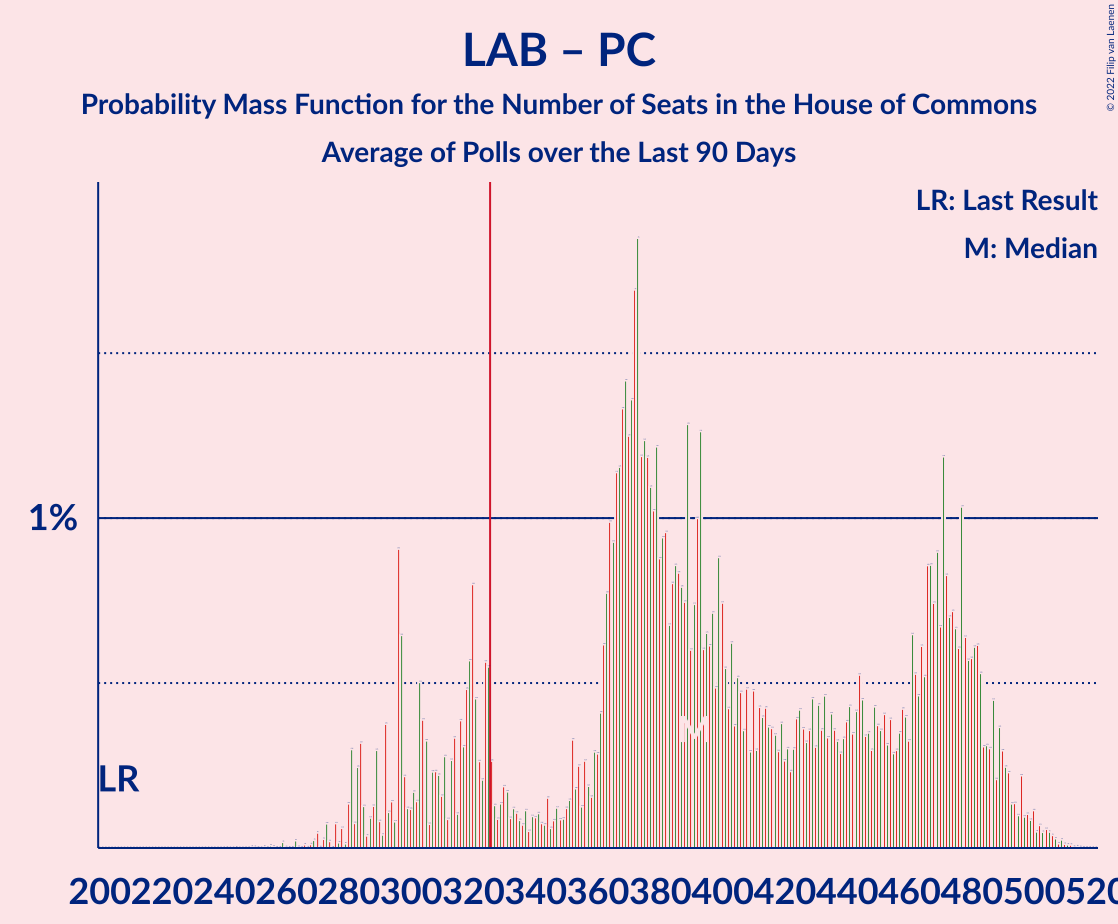 LAB – PC
Probability Mass Function for the Number of Seats in the House of Commons
Average of Polls over the Last 90 Days
© 2022 Filip van Laenen
LR: Last Result
M: Median
1%
M
LR
200 220 240 260 280 300 320 340 360 380 400 420 440 460 480 500 520